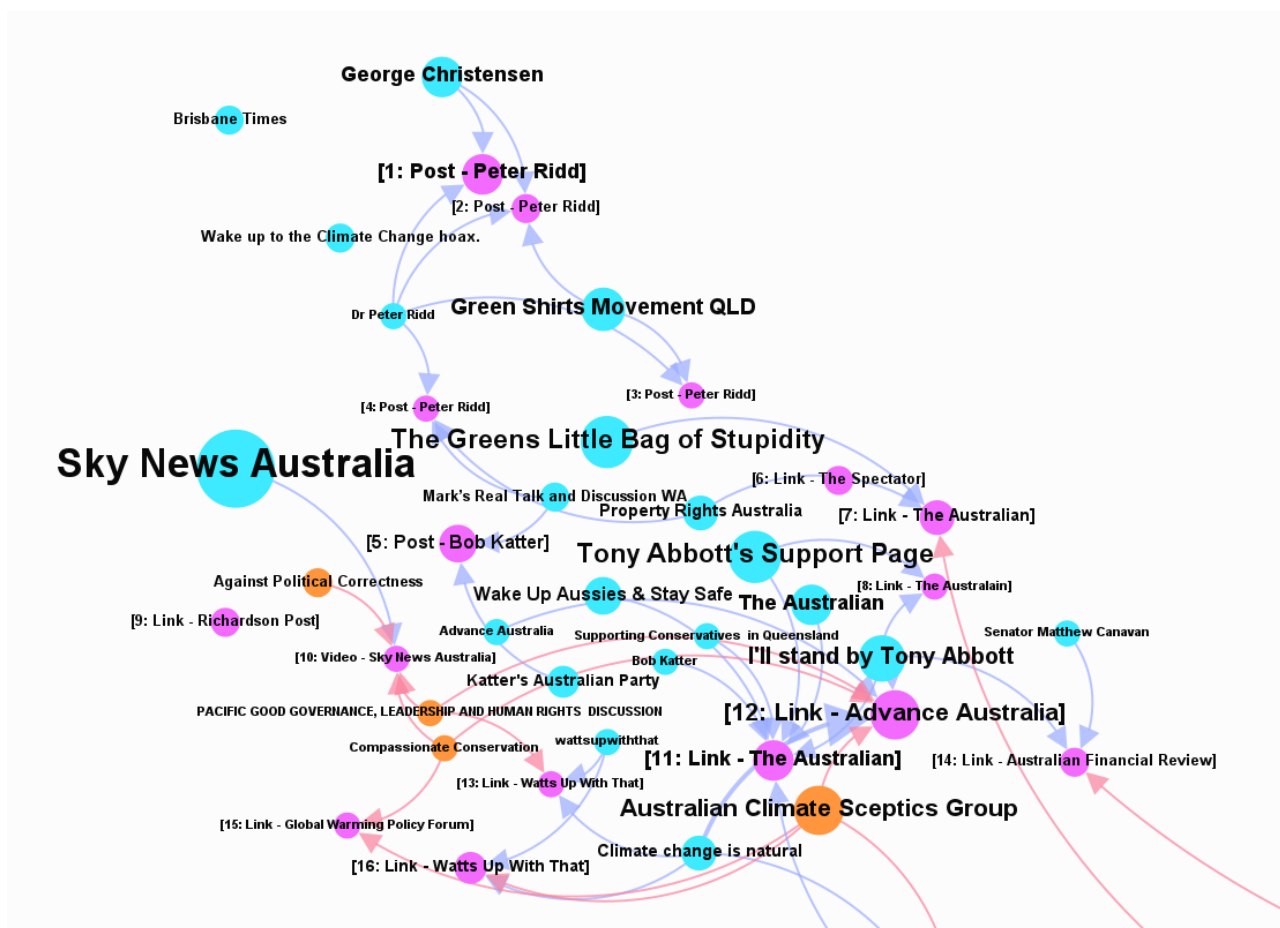 George Christensen
Brisbane Times
[1: Post - Peter Ridd]
[2: Post - Peter Ridd]
Wake up to the Climate Change hoax.
Dr Peter Ridd
Green Shirts Movement QLD
[3: Post - Peter Ridd]
[4: Post - Peter Ridd]
The Greens Little Bag of Stupidity
Sky News Australia
[6: Link - The Spectator]
Mark's Real Talk and Discussion WA
Property Rights Australia
[7: Link - The Australian]
[5: Post - Bob Katter]
Tony Abbott's Support Page
Against Political Correctness
[8: Link - The Australain]
Wake Up Aussies & Stay Safe
The Australian
[9: Link - Richardson Post]
Advance Australia
Supporting Conservatives in Queensland
Senator Matthew Canavan
[10: Video - Sky News Australia]
Bob Katter
I'll stand by Tony Abbott
Katter's Australian Party
PACIFIC GOOD GOVERNANCE, LEADERSHIP AND HUMAN RIGHTS DISCUSSION
[12: Link - Advance Australia]
Compassionate Conservation
wattsupwiththat
[11: Link - The Australian]
[14: Link - Australian Financial Review]
[13: Link - Watts Up With That]
Australian Climate Sceptics Group
[15: Link - Global Warming Policy Forum]
Climate change is natural
[16: Link - Watts Up With That]